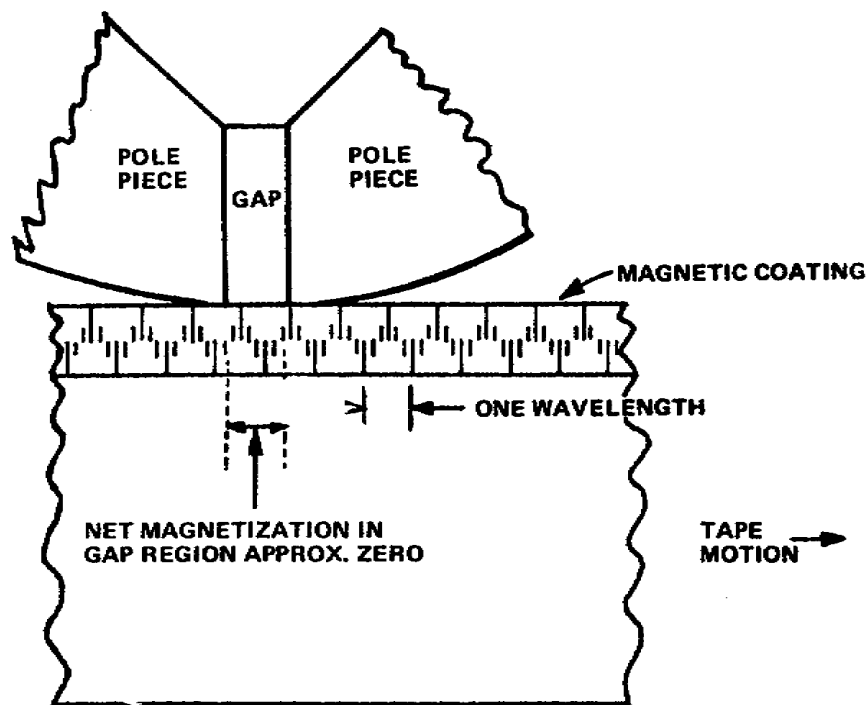 POLE
PIECE
GAP
POLE
PIECE
MAGNETIC COATING
ONE WAVELENGTH
NET MAGNETIZATION IN
GAP REGION APPROX. ZERO
TAPE
MOTION